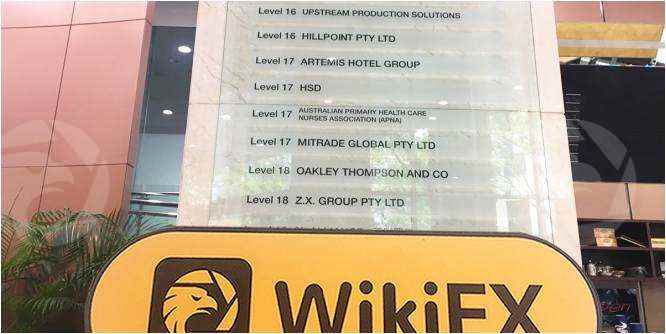 Level 16 UPSTREAM PRODUCTION SOLUTIONS
Level 16 HILLPOINT PTY LTD
Level 17 ARTEMIS HOTEL GROUP
Level 17 HSD
Level 17 AUSTRALIAN PRIMARY HEALTH CARE
NURSES ASSOCIATION (APNA)
Level 17 MITRADE GLOBAL PTY LTD
Level 18 OAKLEY THOMPSON AND CO
Level 18 Z.X. GROUP PTY LTD
WikiFX